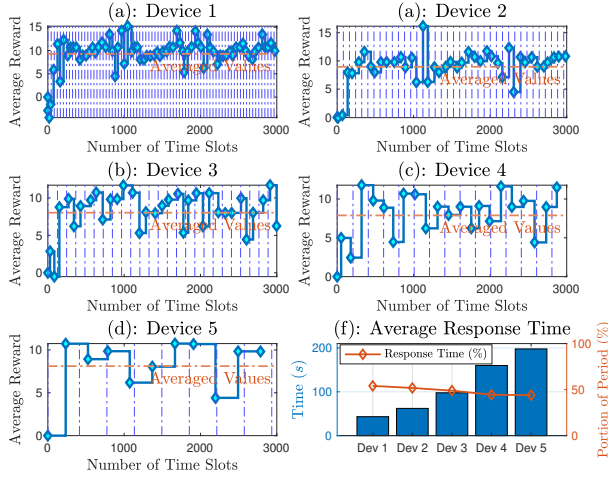 (a): Device 1
Average Reward
15
10
5
0
Averaged Values
0 1000 2000 3000
Number of Time Slots
(a): Device 2
Average Reward
15
10
5
0
Averaged Values
0 1000 2000 3000
Number of Time Slots
(b): Device 3
Average Reward
10
5
0
Averaged Values
0 1000 2000 3000
Number of Time Slots
(c): Device 4
Average Reward
10
5
0
Averaged Values
0 1000 2000 3000
Number of Time Slots
(d): Device 5
Average Reward
10
5
0
Averaged Values
0 1000 2000 3000
Number of Time Slots
(f): Average Response Time
Time (s)
200
100
0
Response Time (%)
100
50
0
Portion of Period (%)
Dev 1 Dev 2 Dev 3 Dev 4 Dev 5